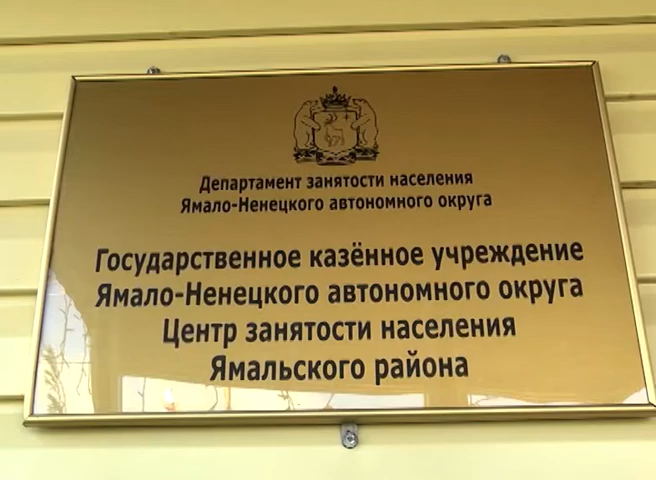 Департамент занятости населения
Ямало-Ненецкого автономного округа
Государственное казённое учреждение
Ямало-Ненецкого автономного округа
Центр занятости населения
Ямальского района